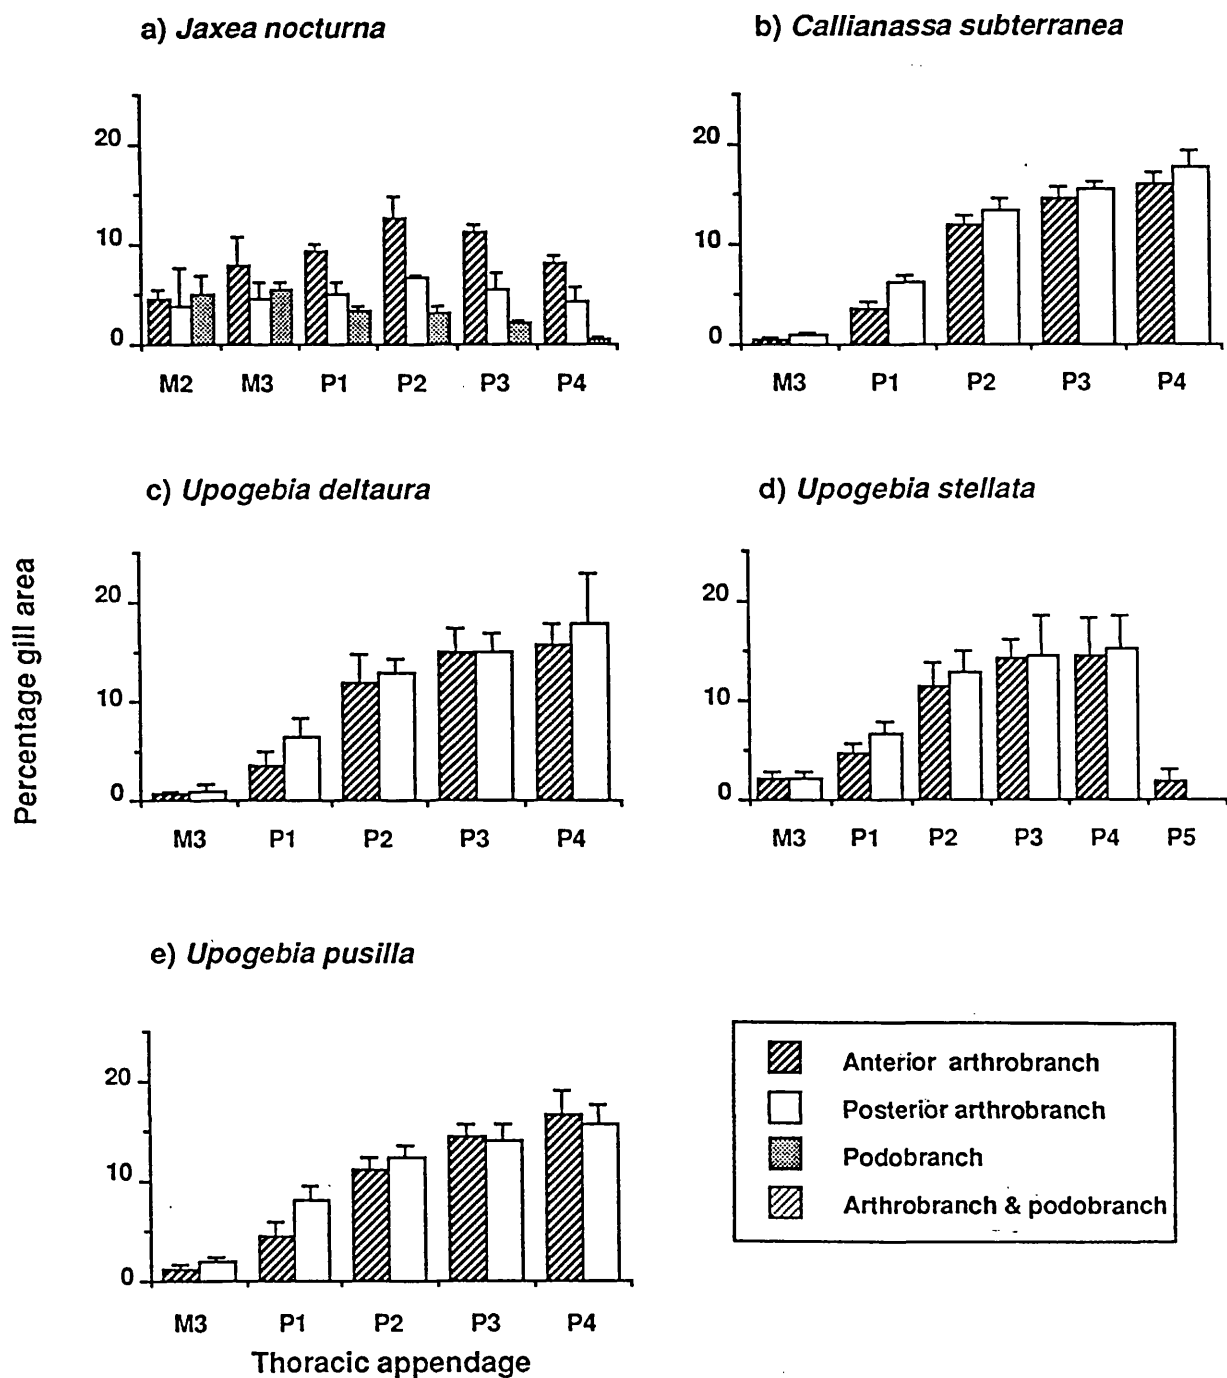 a) Jaxea nocturna
20
10
0
M2 M3 P1 P2 P3 P4
b) Callianassa subterranea
20
10
0
M3 P1 P2 P3 P4
Percentage gill area
c) Upogebia deltaura
20
10
0
M3 P1 P2 P3 P4
d) Upogebia stellata
20
10
0
M3 P1 P2 P3 P4 P5
e) Upogebia pusilla
20
10
0
M3 P1 P2 P3 P4
Thoracic appendage
Anterior arthrobranch
Posterior arthrobranch
Podobranch
Arthrobranch & podobranch